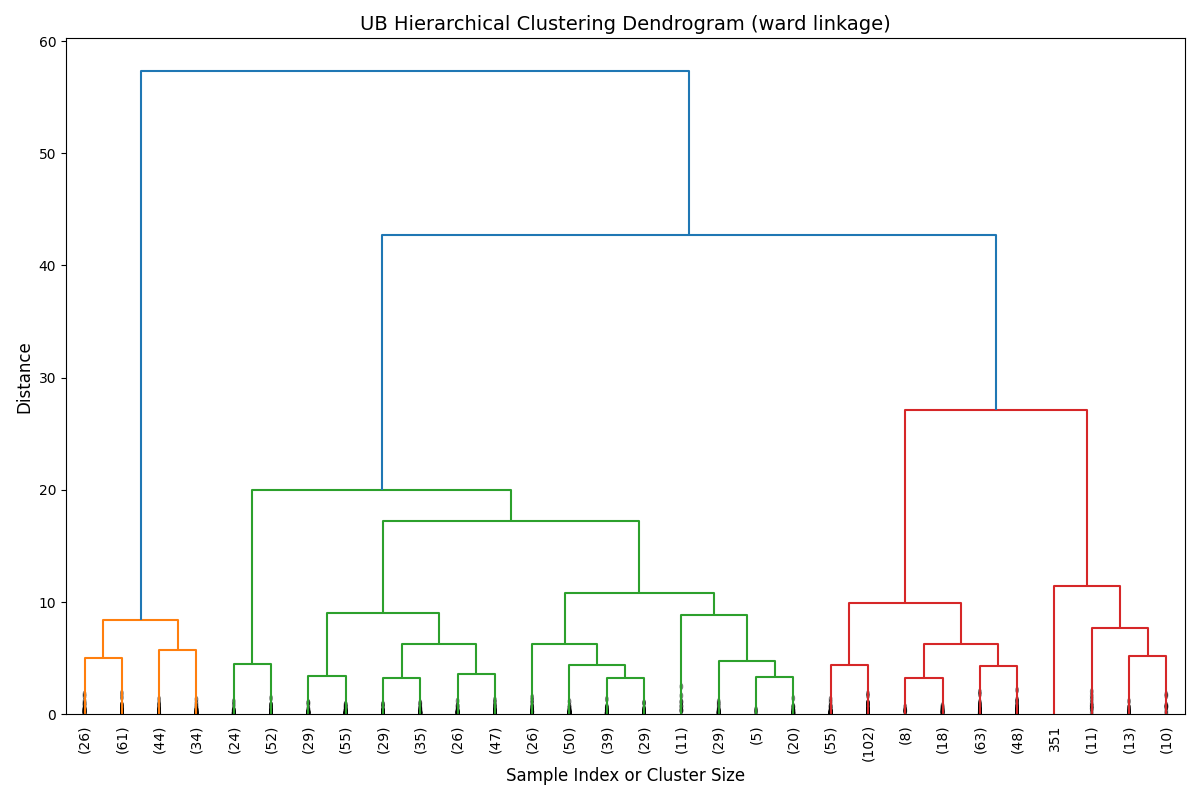 UB Hierarchical Clustering Dendrogram (ward linkage)
60
50
40
30
20
10
0
Distance
(26) (61) (44) (34) (24) (52) (29) (55) (29) (35) (26) (47) (26) (50) (39) (29) (11) (29) (5) (20) (55) (102) (8) (18) (63) (48) 351 (11) (13) (10)
Sample Index or Cluster Size